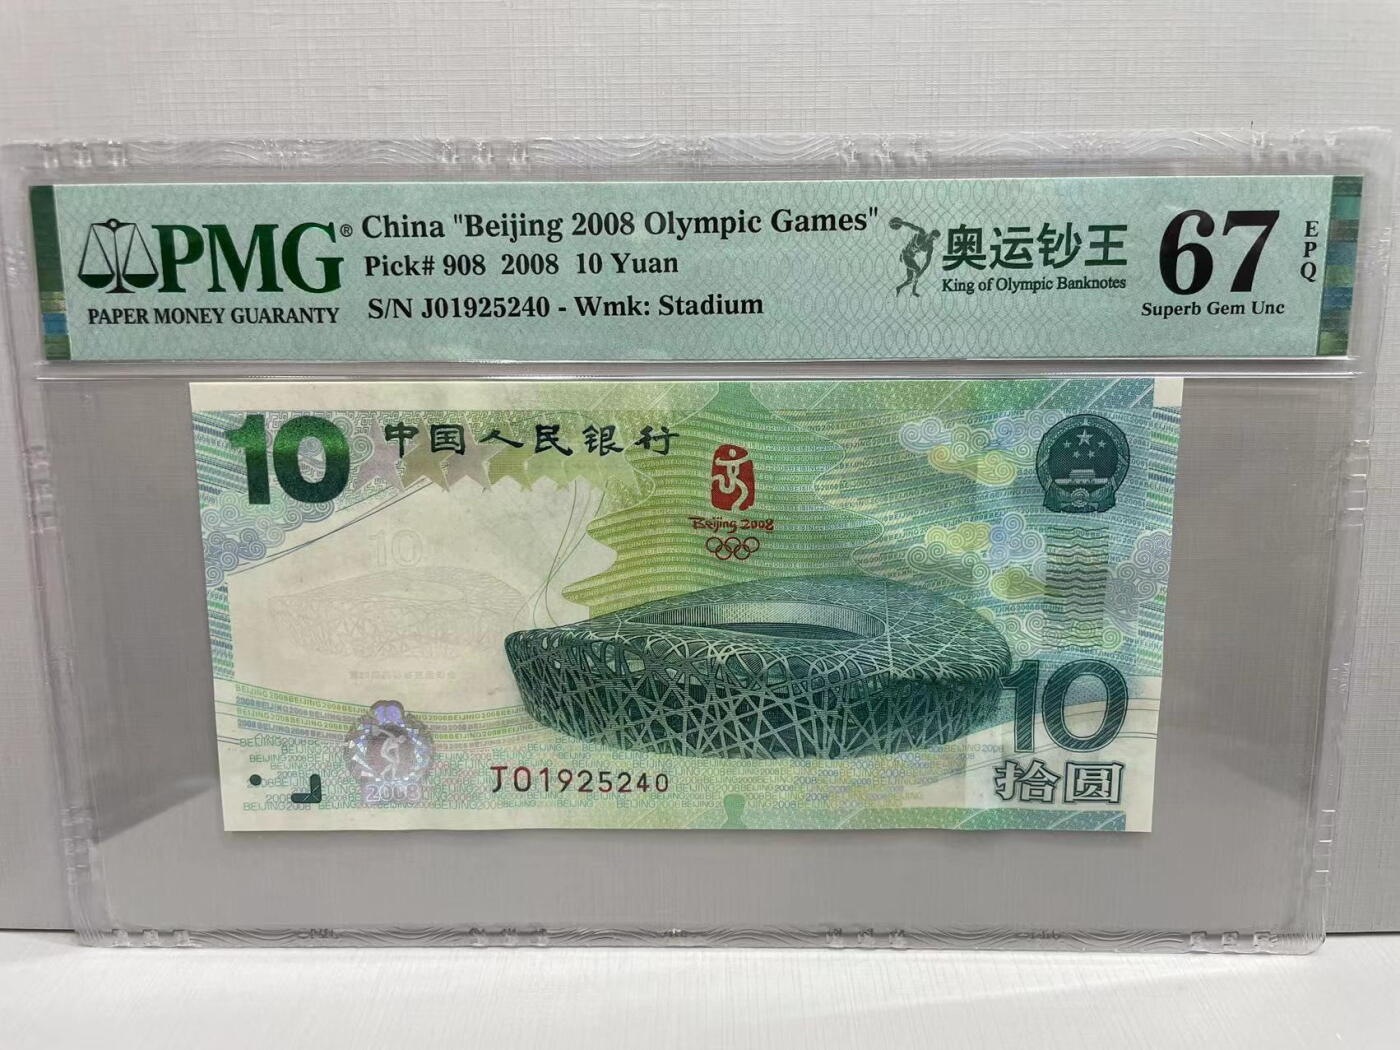 PMG® China "Beijing 2008 Olympic Games"
Pick# 908 2008 10 Yuan
S/N J01925240 - Wmk: Stadium
PAPER MONEY GUARANTY
奥运钞王
King of Olympic Banknotes
67
EPQ
Superb Gem Unc
10
中国人民银行
Beijing 2008
10
10
拾圆
2008
J01925240